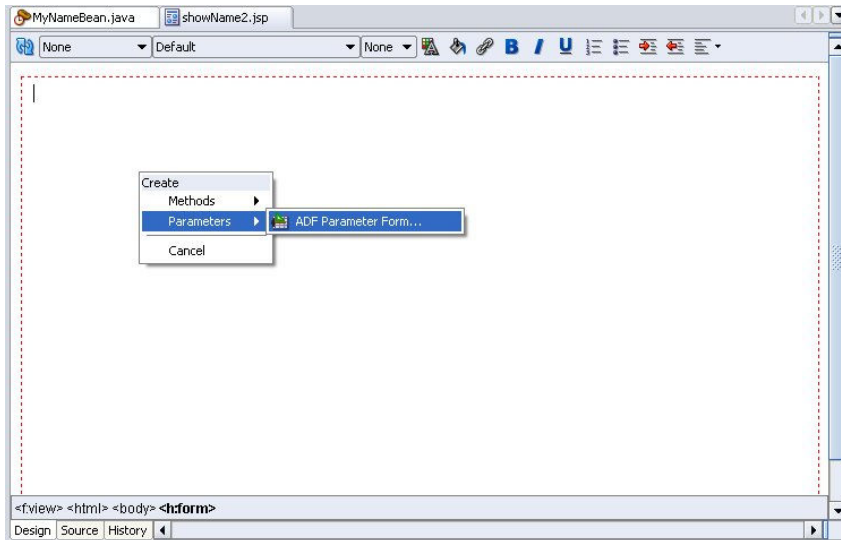 MyNameBean.java showName2.jsp
None Default None B I U
Create
Methods
Parameters ADF Parameter Form...
Cancel
<f:view> <html> <body> <h:form>
Design Source History